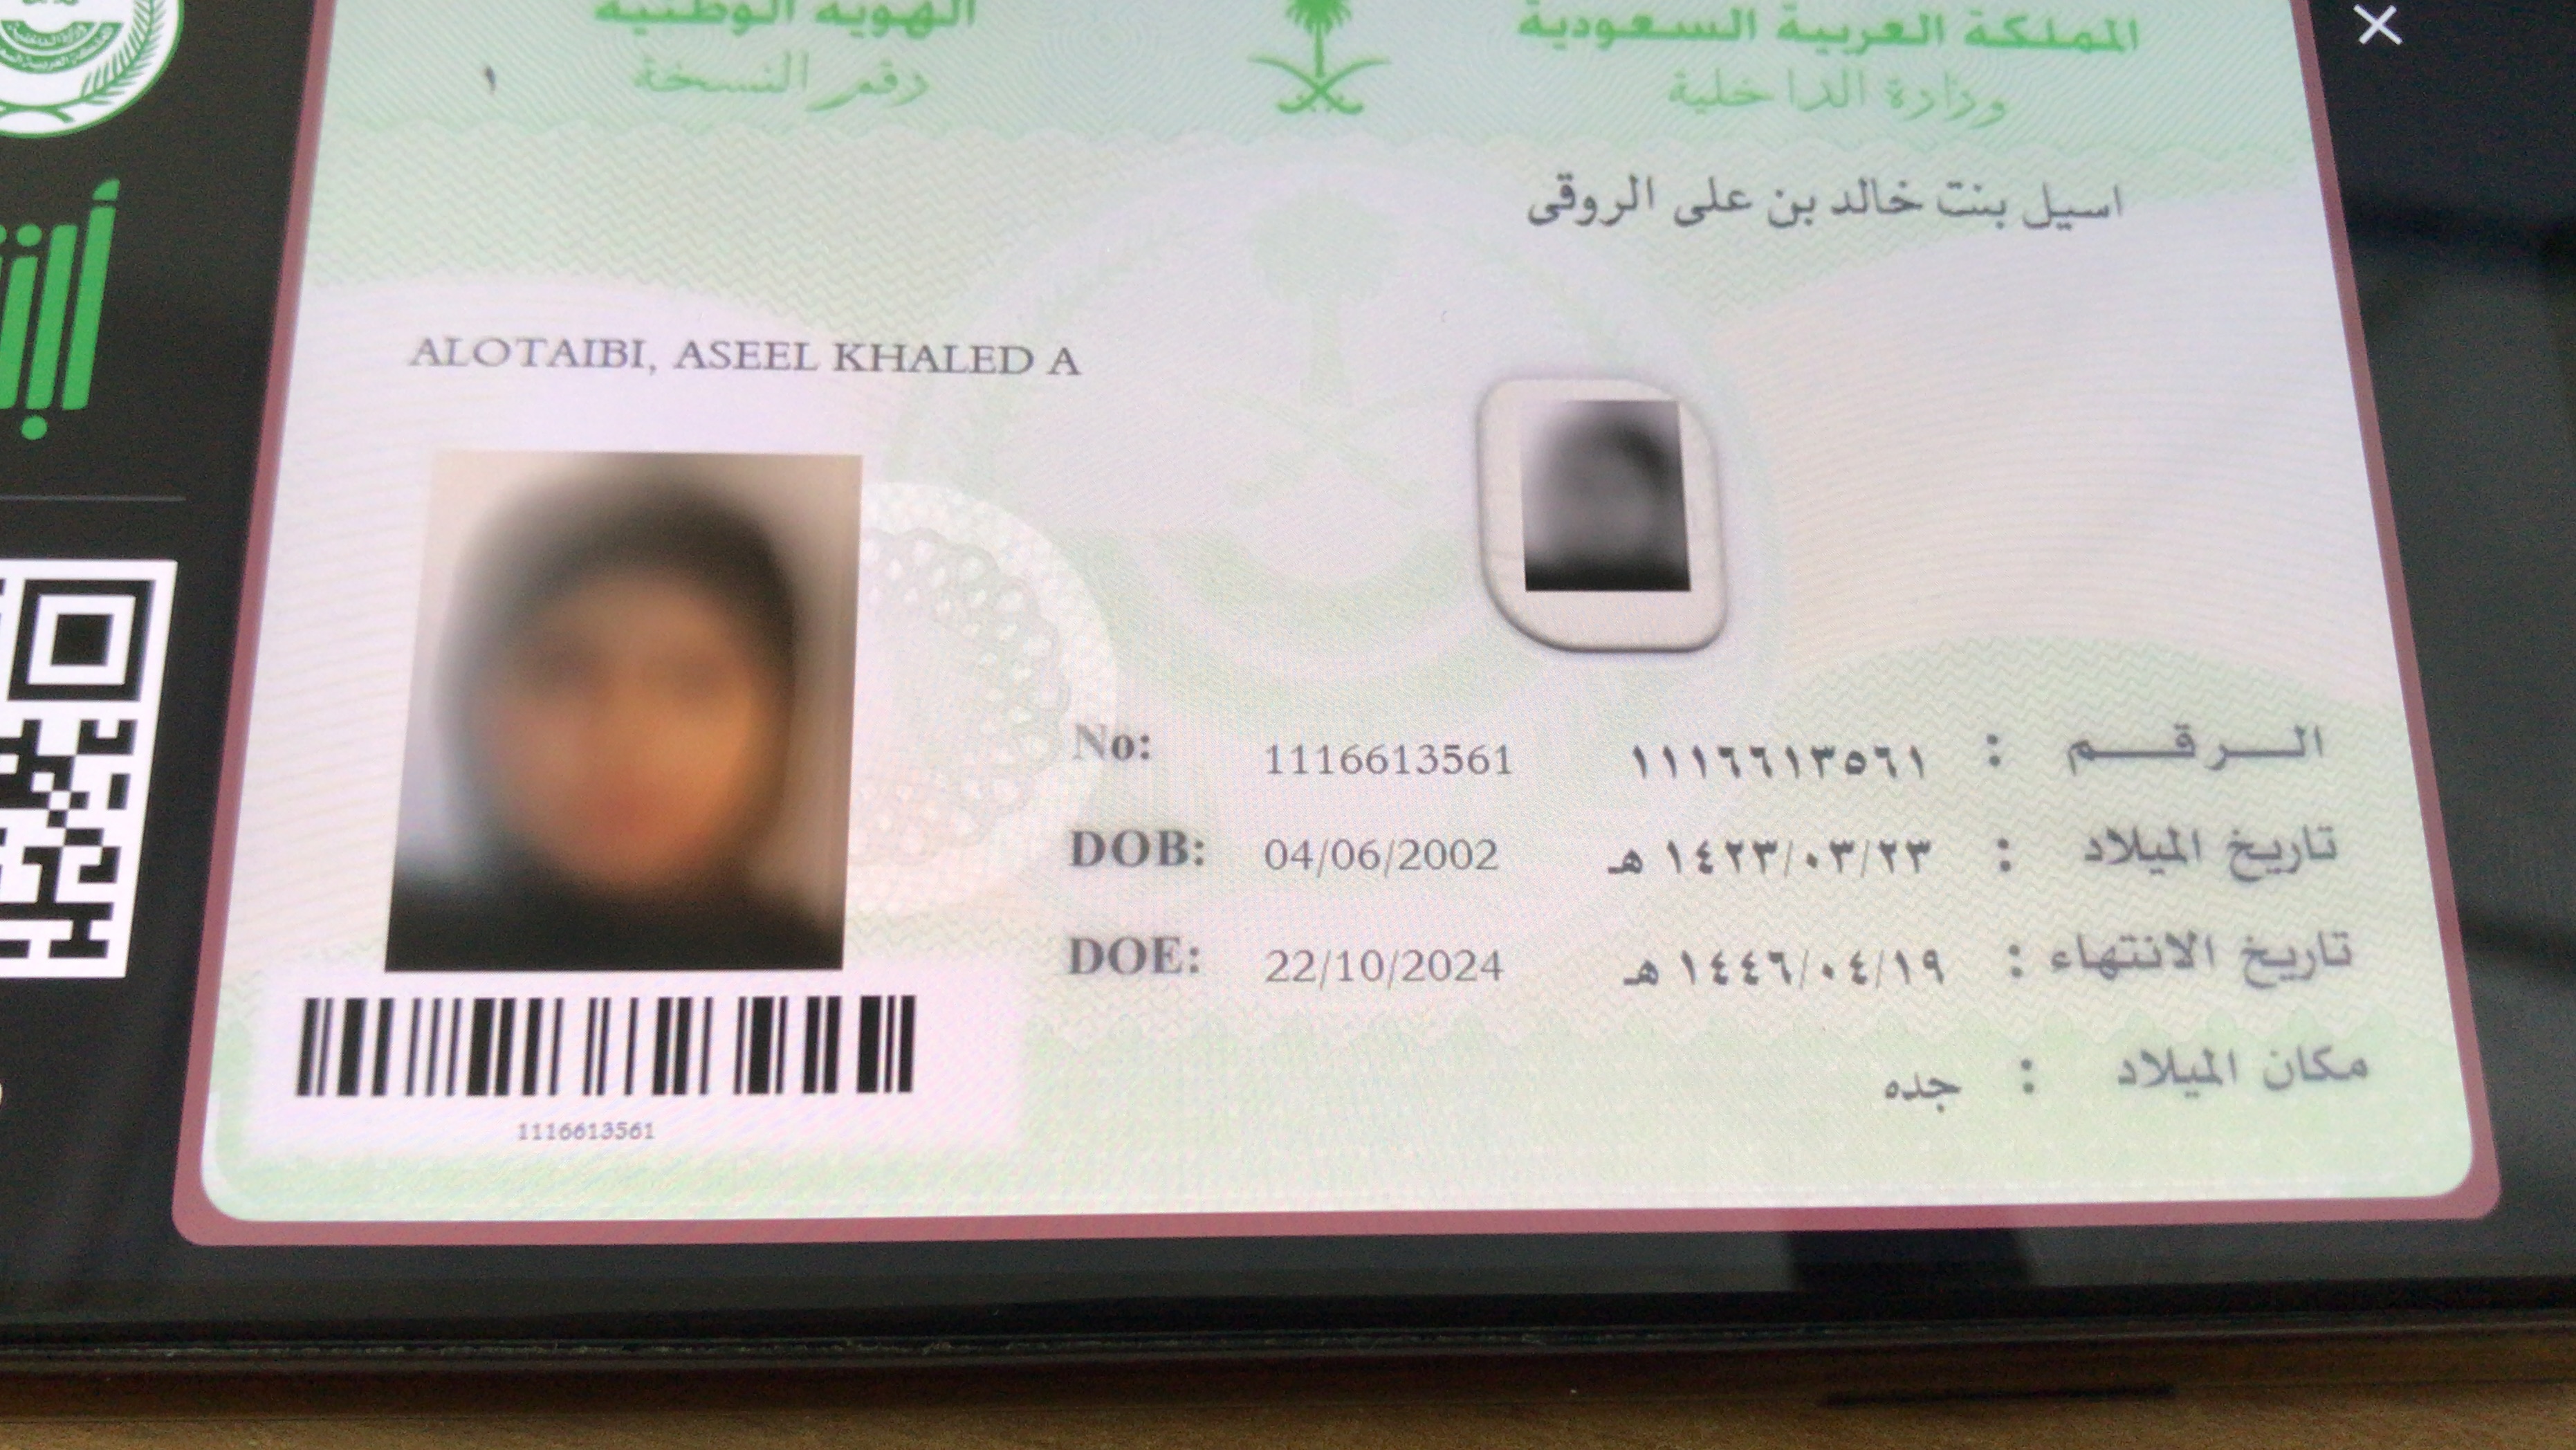 المملكة العربية السعودية
وزارة الداخلية
الهوية الوطنية
رقم النسخة ١
اسيل بنت خالد بن على الروقى
ALOTAIBI, ASEEL KHALED A
No: 1116613561 الرقم : ١١١٦٦١٣٥٦١
DOB: 04/06/2002 تاريخ الميلاد : ١٤٢٣/٠٣/٢٣ هـ
DOE: 22/10/2024 تاريخ الانتهاء : ١٤٤٦/٠٤/١٩ هـ
مكان الميلاد : جده
1116613561